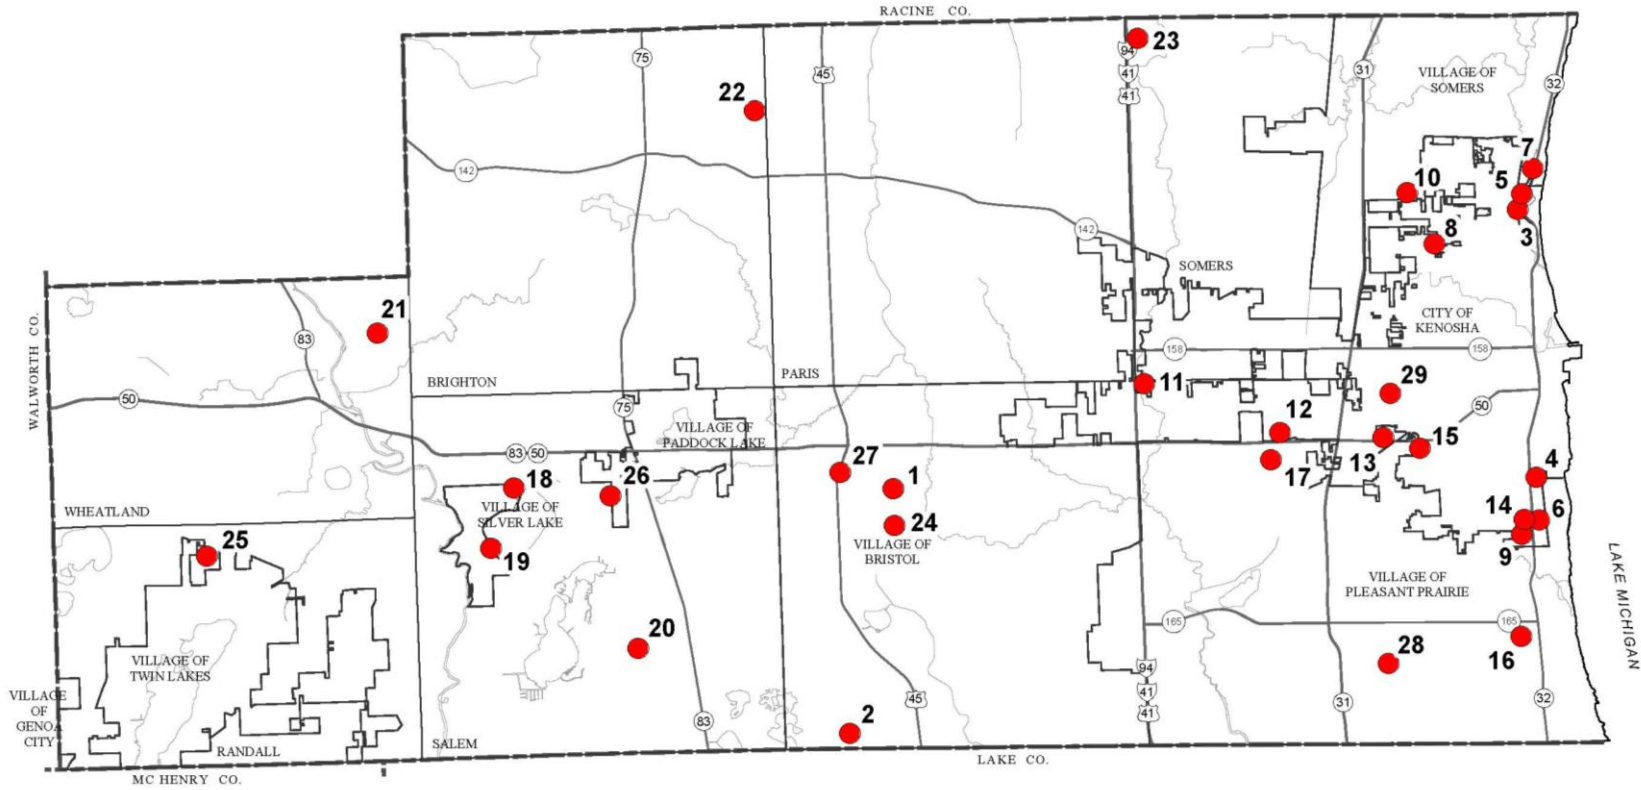 RACINE CO.
23
94
41
41
75
45
31
VILLAGE OF
SOMERS
32
22
142
7
10
5
3
8
142
SOMERS
WALWORTH CO.
21
83
CITY OF
KENOSHA
158
158
BRIGHTON
PARIS
11
29
50
50
75
VILLAGE OF
PADDOCK LAKE
12
15
83
50
27
1
17
13
4
18
26
VILLAGE OF
SILVER LAKE
WHEATLAND
24
VILLAGE OF
BRISTOL
14
6
9
25
19
VILLAGE OF
PLEASANT PRAIRIE
LAKE MICHIGAN
20
165
165
28
16
VILLAGE OF
TWIN LAKES
VILLAGE
OF
GENOA
CITY
94
41
41
45
31
32
83
2
RANDALL
SALEM
LAKE CO.
MC HENRY CO.